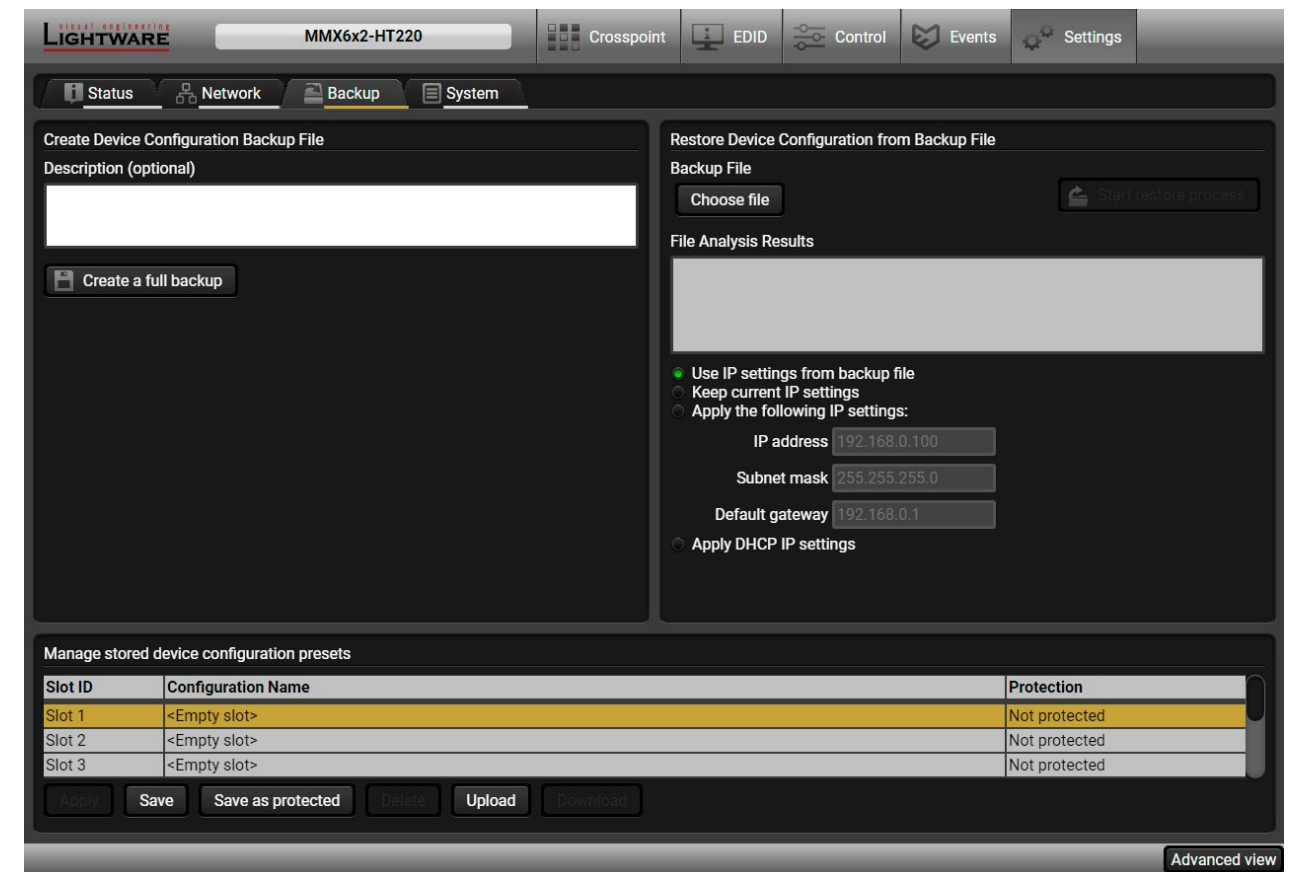 visual engineering
LIGHTWARE
MMX6x2-HT220
Crosspoint
EDID
Control
Events
Settings
Status
Network
Backup
System
Create Device Configuration Backup File
Description (optional)
Create a full backup
Restore Device Configuration from Backup File
Backup File
Choose file
Start restore process
File Analysis Results
Use IP settings from backup file
Keep current IP settings
Apply the following IP settings:
IP address 192.168.0.100
Subnet mask 255.255.255.0
Default gateway 192.168.0.1
Apply DHCP IP settings
Manage stored device configuration presets
Slot ID Configuration Name Protection
Slot 1 <Empty slot> Not protected
Slot 2 <Empty slot> Not protected
Slot 3 <Empty slot> Not protected
Apply Save Save as protected Delete Upload Download
Advanced view